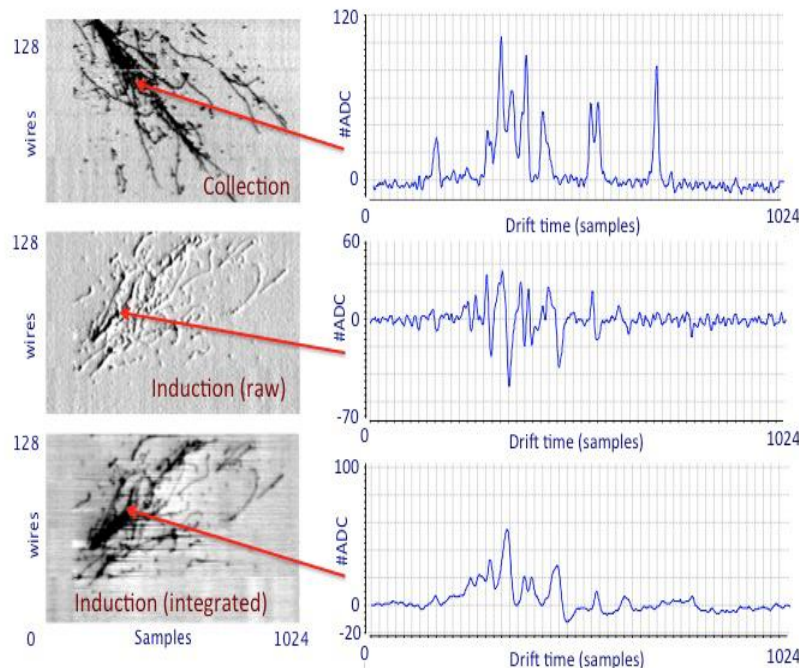 128
wires
Collection
120
#ADC
0
0
Drift time (samples)
1024
128
wires
Induction (raw)
60
#ADC
0
-70
0
Drift time (samples)
1024
128
wires
Induction (integrated)
0
Samples
1024
100
#ADC
0
-20
0
Drift time (samples)
1024